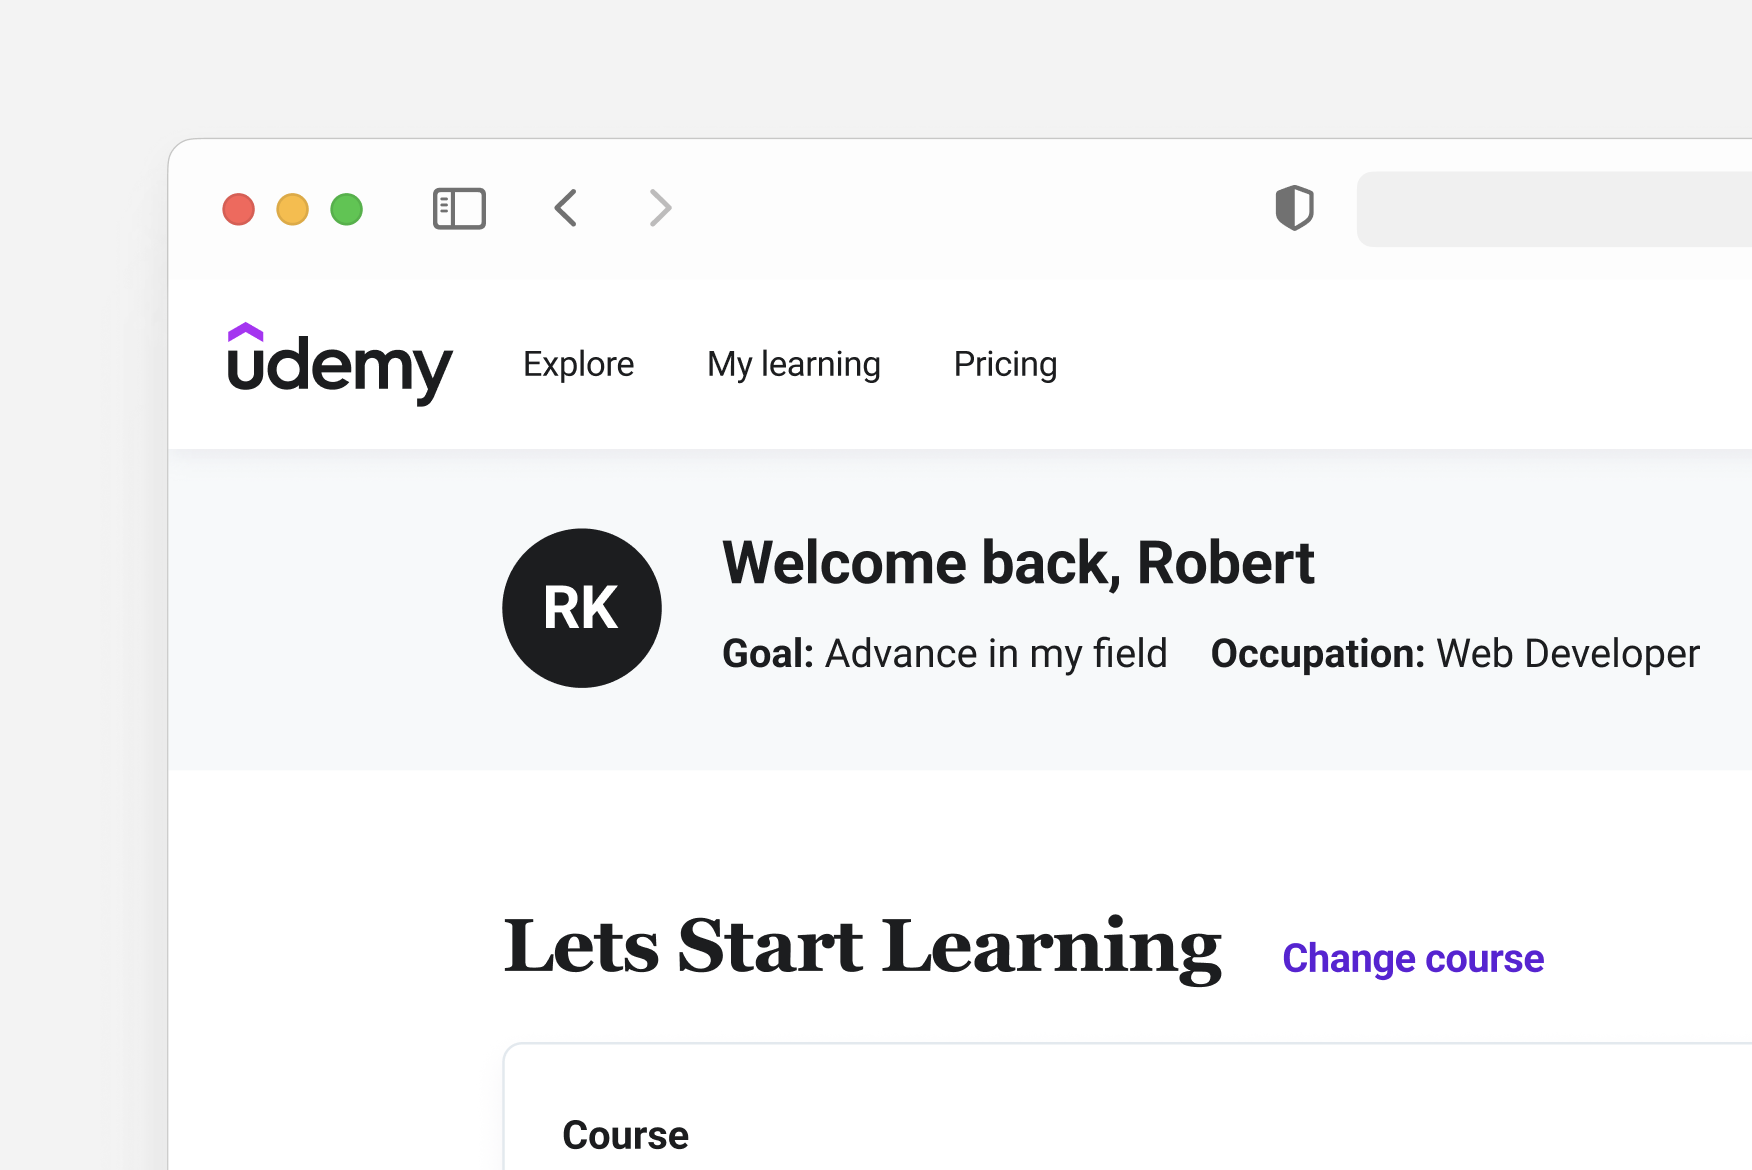 udemy Explore My learning Pricing
RK
Welcome back, Robert
Goal: Advance in my field Occupation: Web Developer
Lets Start Learning Change course
Course